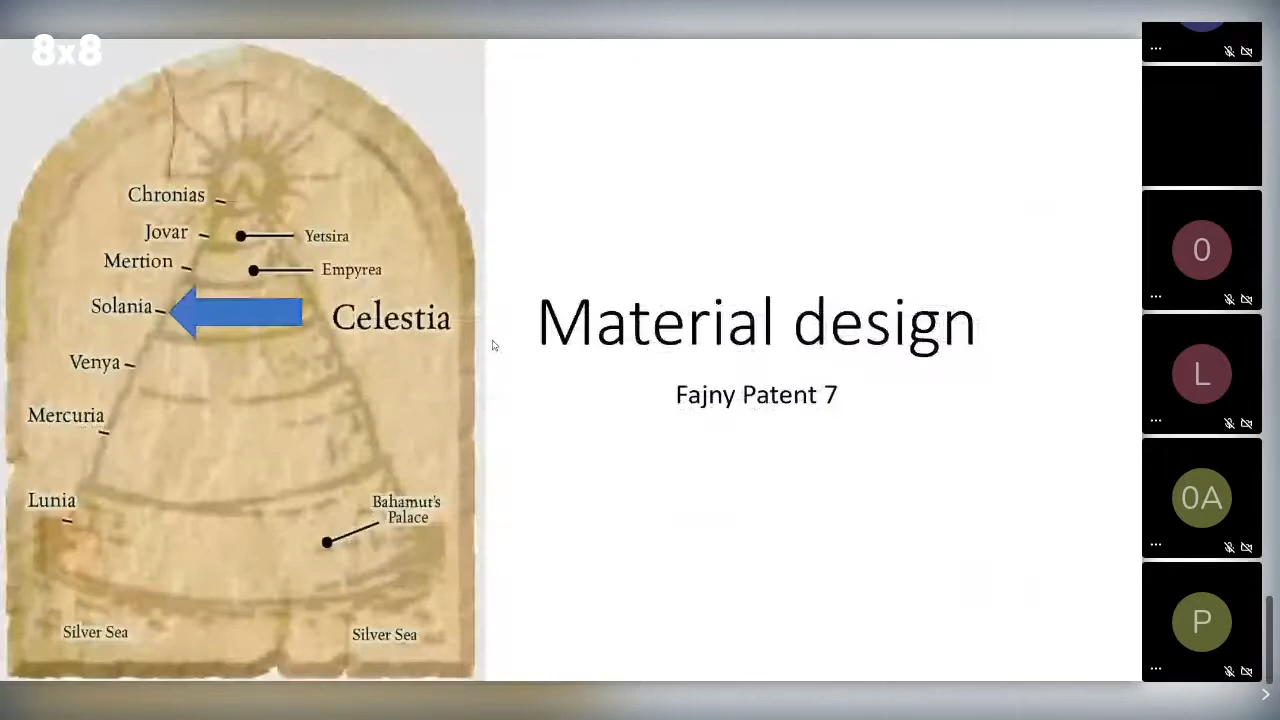 8x8
Chronias
Jovar
Yetsira
Mertion
Empyrea
Solania
Celestia
Venya
Mercuria
Lunia
Bahamut's
Palace
Silver Sea
Silver Sea
Material design
Fajny Patent 7
0
L
0A
P